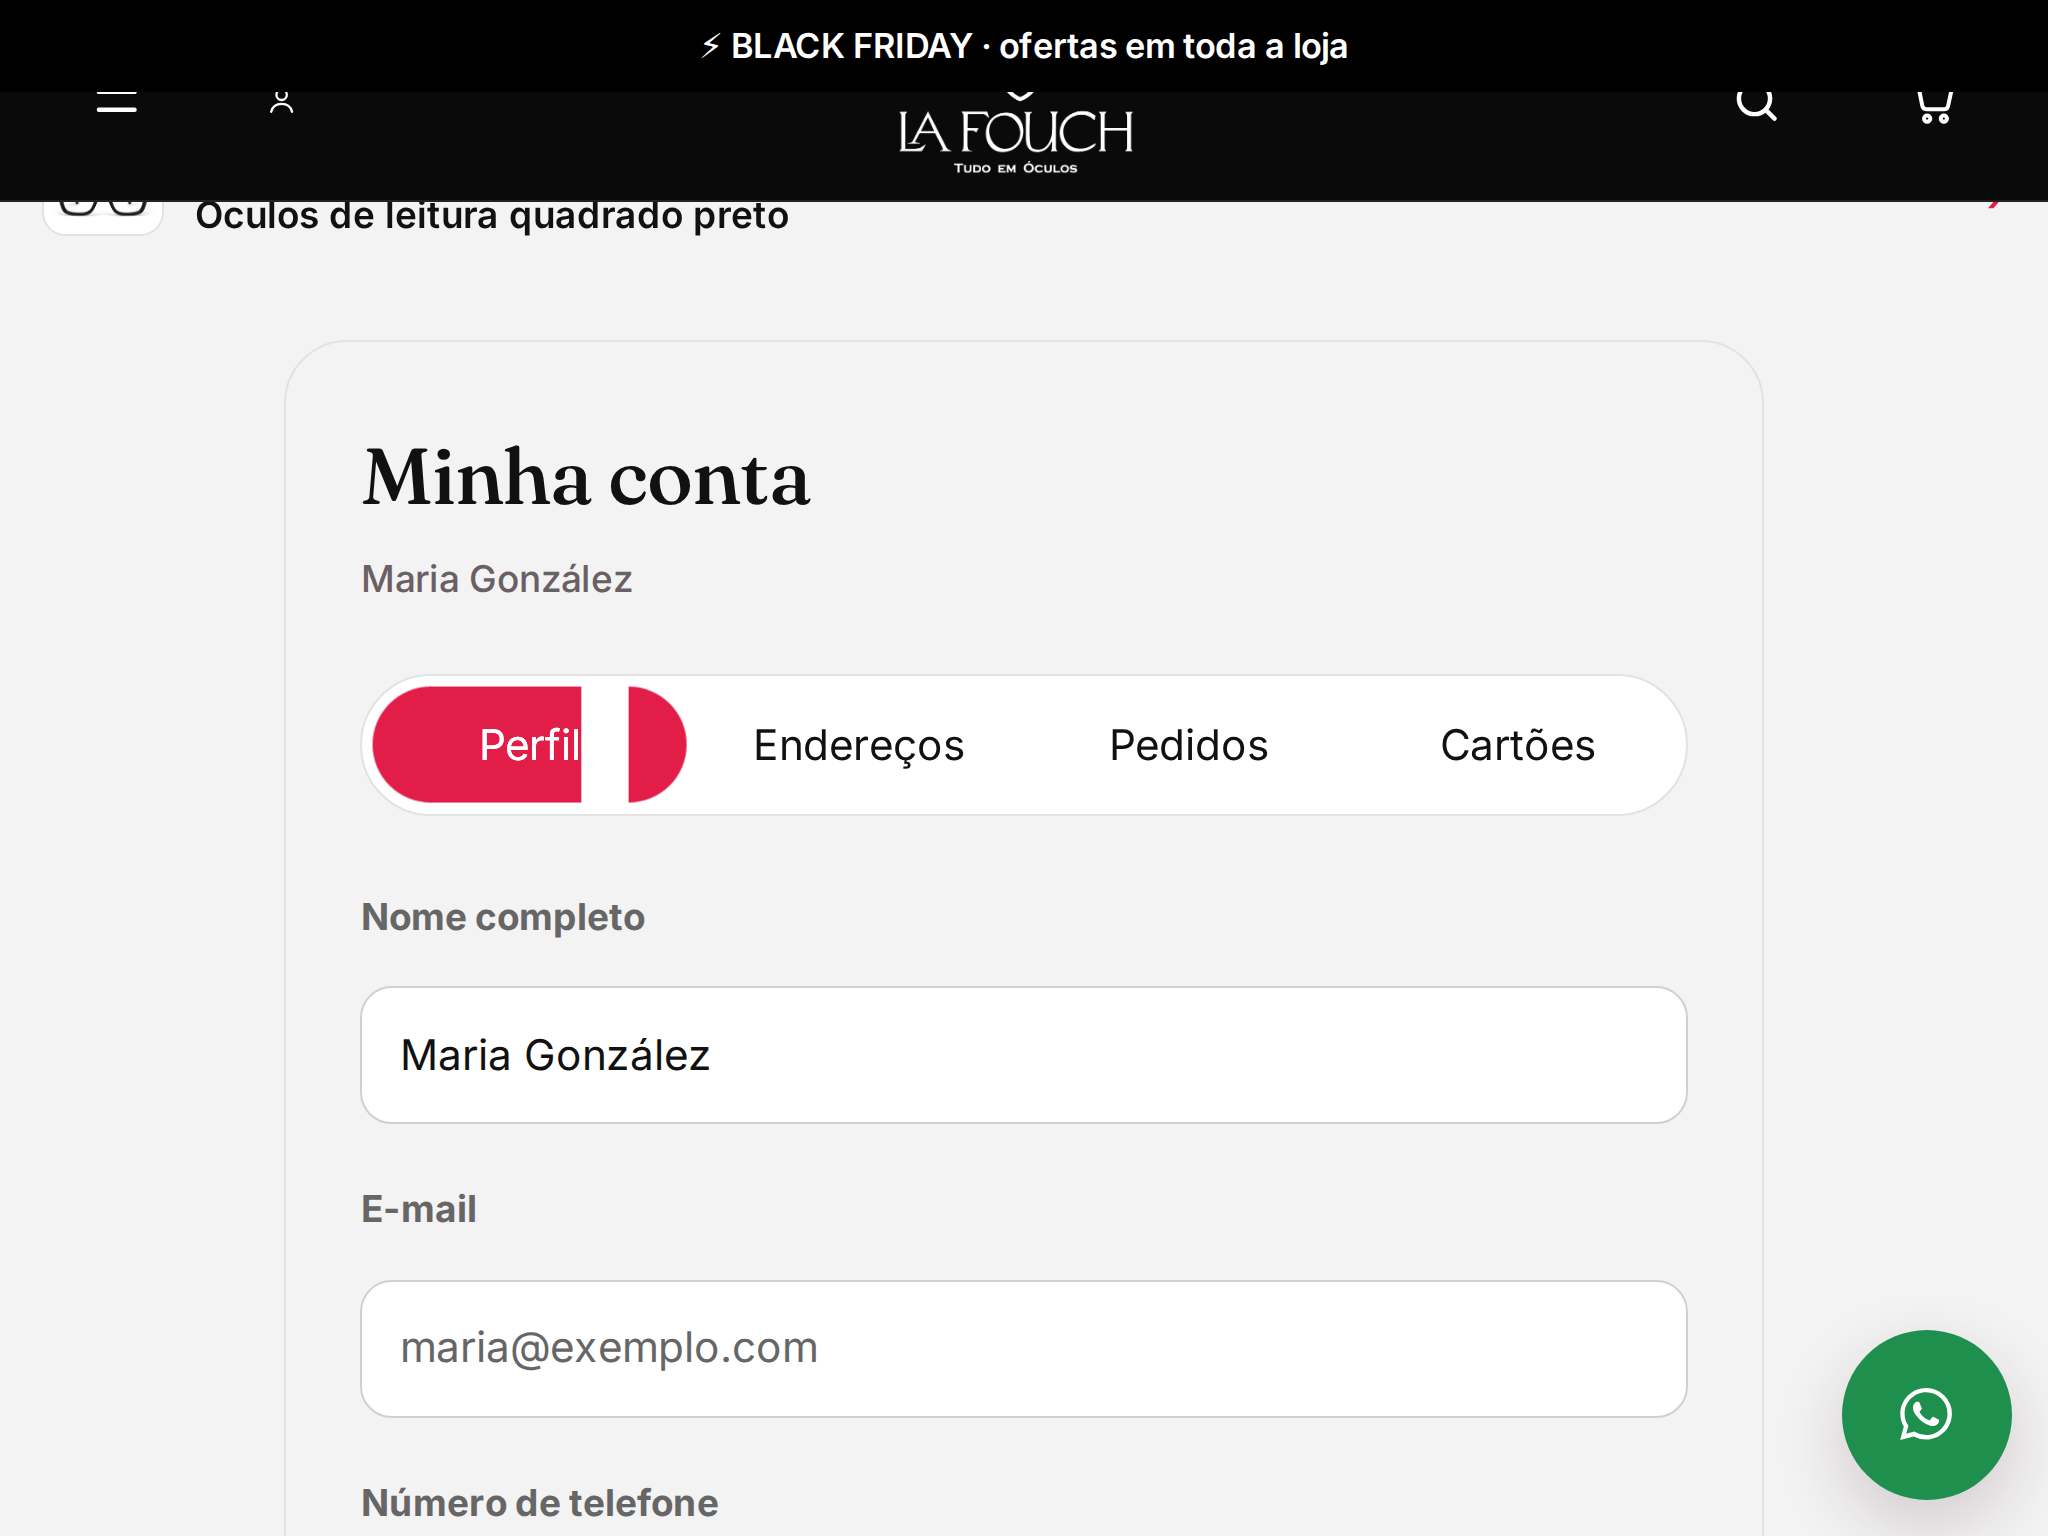 ⚡ BLACK FRIDAY · ofertas em toda a loja
LA FOUCH
TUDO EM ÓCULOS
Óculos de leitura quadrado preto
Minha conta
Maria González
Perfil
Endereços
Pedidos
Cartões
Nome completo
Maria González
E-mail
maria@exemplo.com
Número de telefone